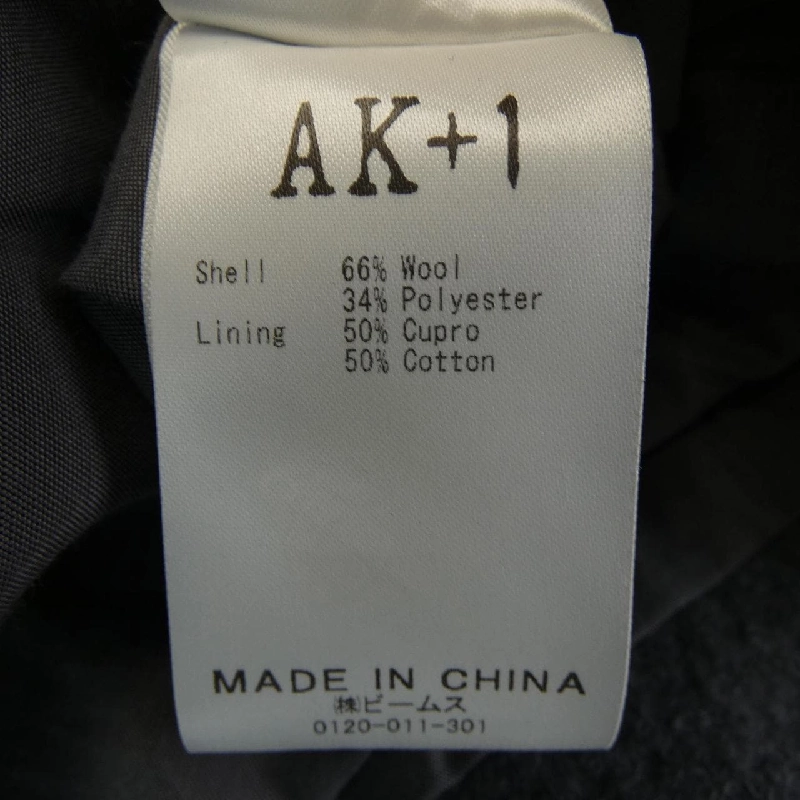 AK+1
Shell 66% Wool
34% Polyester
Lining 50% Cupro
50% Cotton
MADE IN CHINA
㈱ビームス
0120-011-301